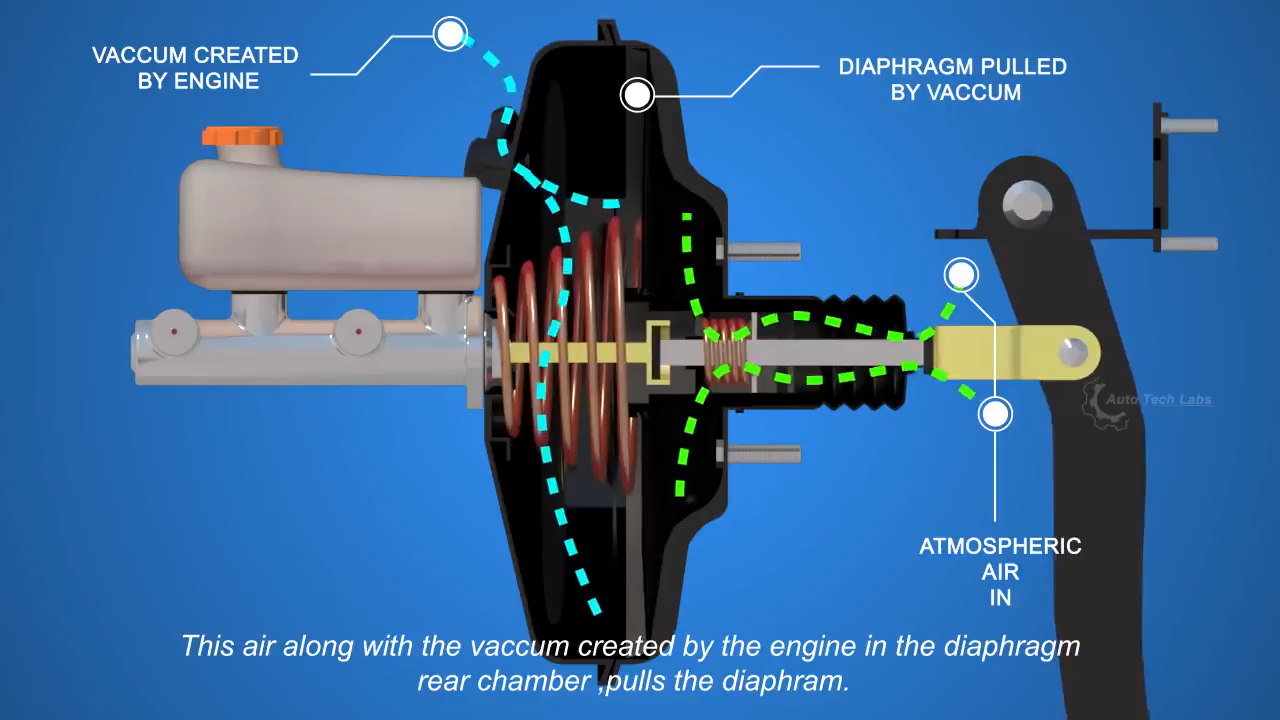 VACCUM CREATED
BY ENGINE
DIAPHRAGM PULLED
BY VACCUM
Auto Tech Labs
ATMOSPHERIC
AIR
IN
This air along with the vaccum created by the engine in the diaphragm
rear chamber ,pulls the diaphram.